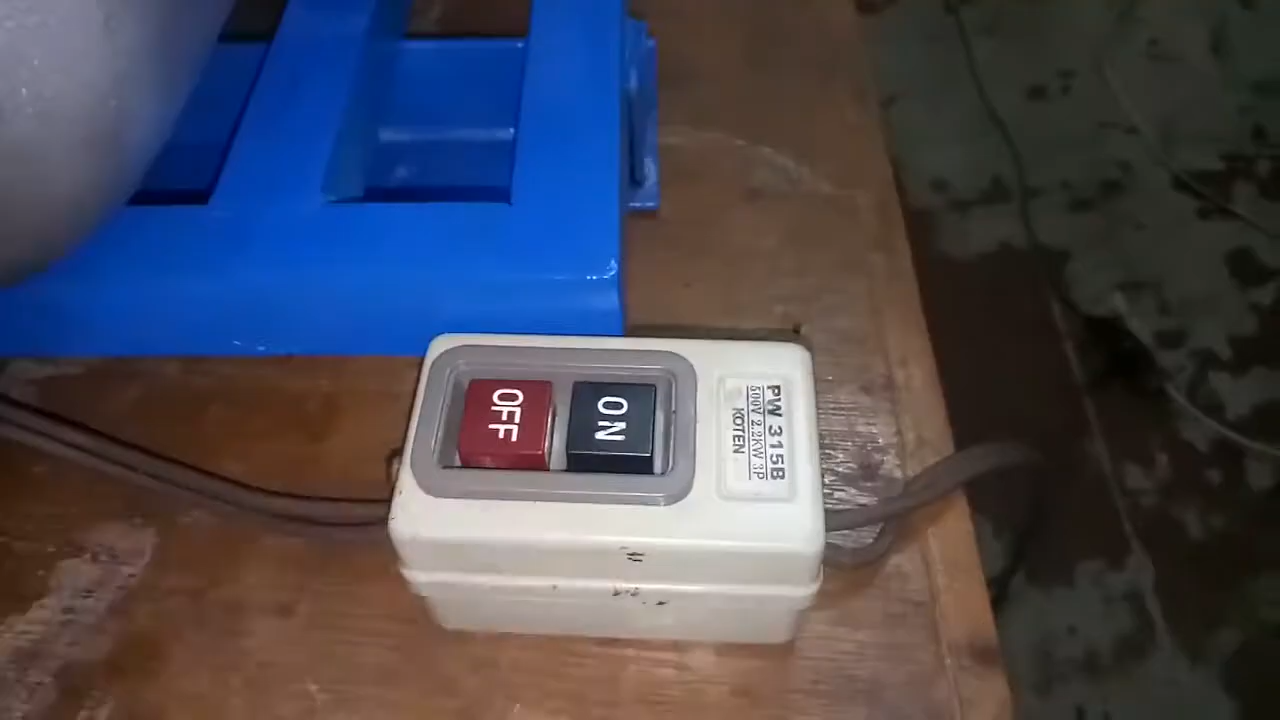 OFF
ON
PW 315B
500V 2.2KW 3P
KOTEN